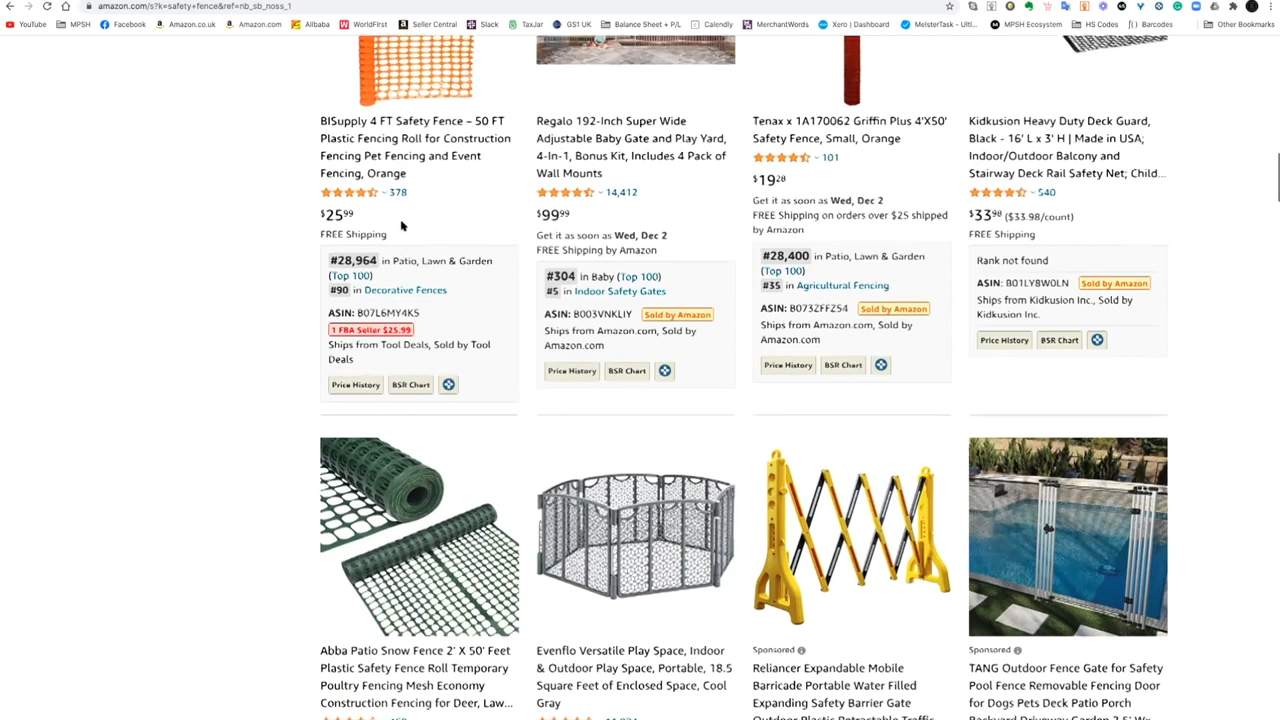 amazon.com/s?k=safety+fence&ref=nb_sb_noss_1
YouTube
MPSH
Facebook
Amazon.co.uk
Amazon.com
Alibaba
WorldFirst
Seller Central
Slack
TaxJar
GS1 UK
Balance Sheet + P/L
Calendly
MerchantWords
Xero | Dashboard
MeisterTask - Ulti...
MPSH Ecosystem
HS Codes
(1) Barcodes
Other Bookmarks
BISupply 4 FT Safety Fence – 50 FT
Plastic Fencing Roll for Construction
Fencing Pet Fencing and Event
Fencing, Orange
378
$2599
FREE Shipping
#28,964 in Patio, Lawn & Garden
(Top 100)
#90 in Decorative Fences
ASIN: B07L6MY4K5
1 FBA Seller $25.99
Ships from Tool Deals, Sold by Tool
Deals
Price History
BSR Chart
Regalo 192-Inch Super Wide
Adjustable Baby Gate and Play Yard,
4-In-1, Bonus Kit, Includes 4 Pack of
Wall Mounts
14,412
$9999
Get it as soon as Wed, Dec 2
FREE Shipping by Amazon
#304 in Baby (Top 100)
#5 in Indoor Safety Gates
ASIN: B003VNKLIY Sold by Amazon
Ships from Amazon.com, Sold by
Amazon.com
Price History
BSR Chart
Tenax x 1A170062 Griffin Plus 4'X50'
Safety Fence, Small, Orange
101
$1928
Get it as soon as Wed, Dec 2
FREE Shipping on orders over $25 shipped
by Amazon
#28,400 in Patio, Lawn & Garden
(Top 100)
#35 in Agricultural Fencing
ASIN: B073ZFFZS4 Sold by Amazon
Ships from Amazon.com, Sold by
Amazon.com
Price History
BSR Chart
Kidkusion Heavy Duty Deck Guard,
Black - 16' L x 3' H | Made in USA;
Indoor/Outdoor Balcony and
Stairway Deck Rail Safety Net; Child...
540
$3398 ($33.98/count)
FREE Shipping
Rank not found
ASIN: B01LY8W0LN Sold by Amazon
Ships from Kidkusion Inc., Sold by
Kidkusion Inc.
Price History
BSR Chart
Abba Patio Snow Fence 2' X 50' Feet
Plastic Safety Fence Roll Temporary
Poultry Fencing Mesh Economy
Construction Fencing for Deer, Law...
Evenflo Versatile Play Space, Indoor
& Outdoor Play Space, Portable, 18.5
Square Feet of Enclosed Space, Cool
Gray
Sponsored
Reliancer Expandable Mobile
Barricade Portable Water Filled
Expanding Safety Barrier Gate
Outdoor Plastic Retractable Traffic
Sponsored
TANG Outdoor Fence Gate for Safety
Pool Fence Removable Fencing Door
for Dogs Pets Deck Patio Porch